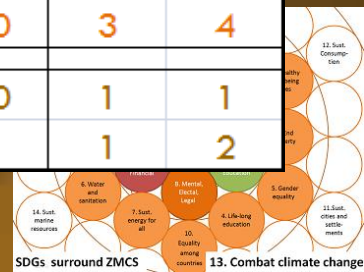 0 3 4
0 1 1
1 2
12. Sust.
Consump-
tion
Financial
education
6. Water
and
sanitation
8. Mental,
Electal,
Legal
5. Gender
equality
14. Sust.
marine
resources
7. Sust.
energy for
all
4. Life-long
education
11.Sust.
cities and
settle-
ments
10.
Equality
among
countries
SDGs surround ZMCS
13. Combat climate change